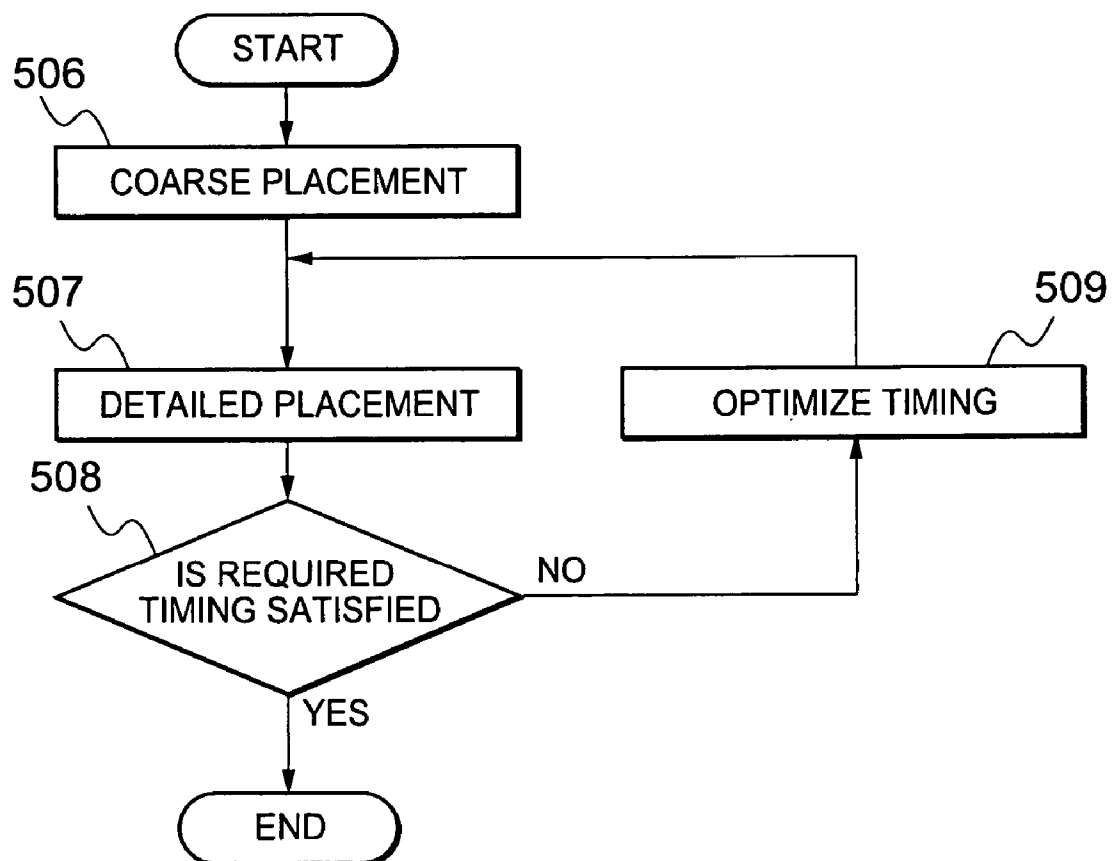 START
506
COARSE PLACEMENT
507
509
DETAILED PLACEMENT
OPTIMIZE TIMING
508
IS REQUIRED
TIMING SATISFIED
NO
YES
END